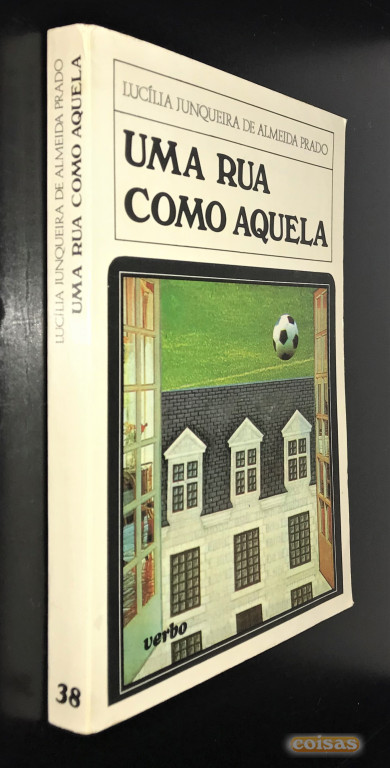 LUCÍLIA JUNQUEIRA DE ALMEIDA PRADO
UMA RUA
COMO AQUELA
verbo
LUCÍLIA JUNQUEIRA DE ALMEIDA PRADO
UMA RUA COMO AQUELA
38
coisas